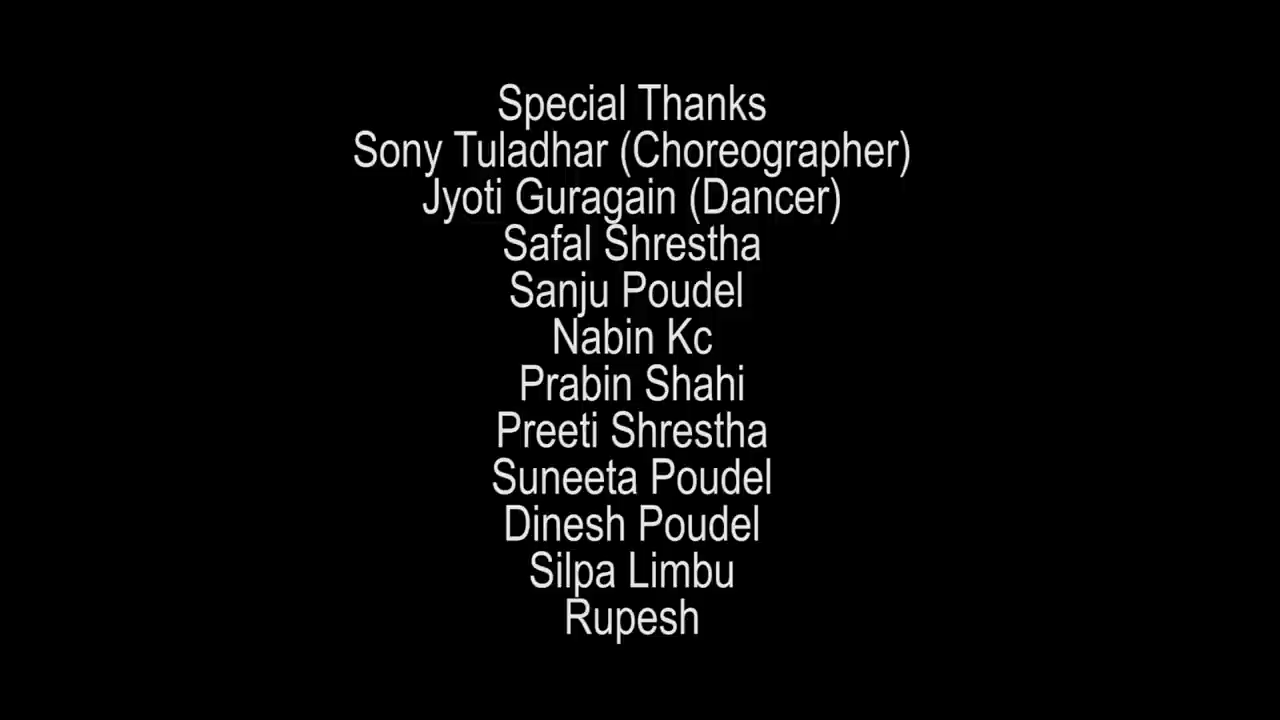 Special Thanks
Sony Tuladhar (Choreographer)
Jyoti Guragain (Dancer)
Safal Shrestha
Sanju Poudel
Nabin Kc
Prabin Shahi
Preeti Shrestha
Suneeta Poudel
Dinesh Poudel
Silpa Limbu
Rupesh